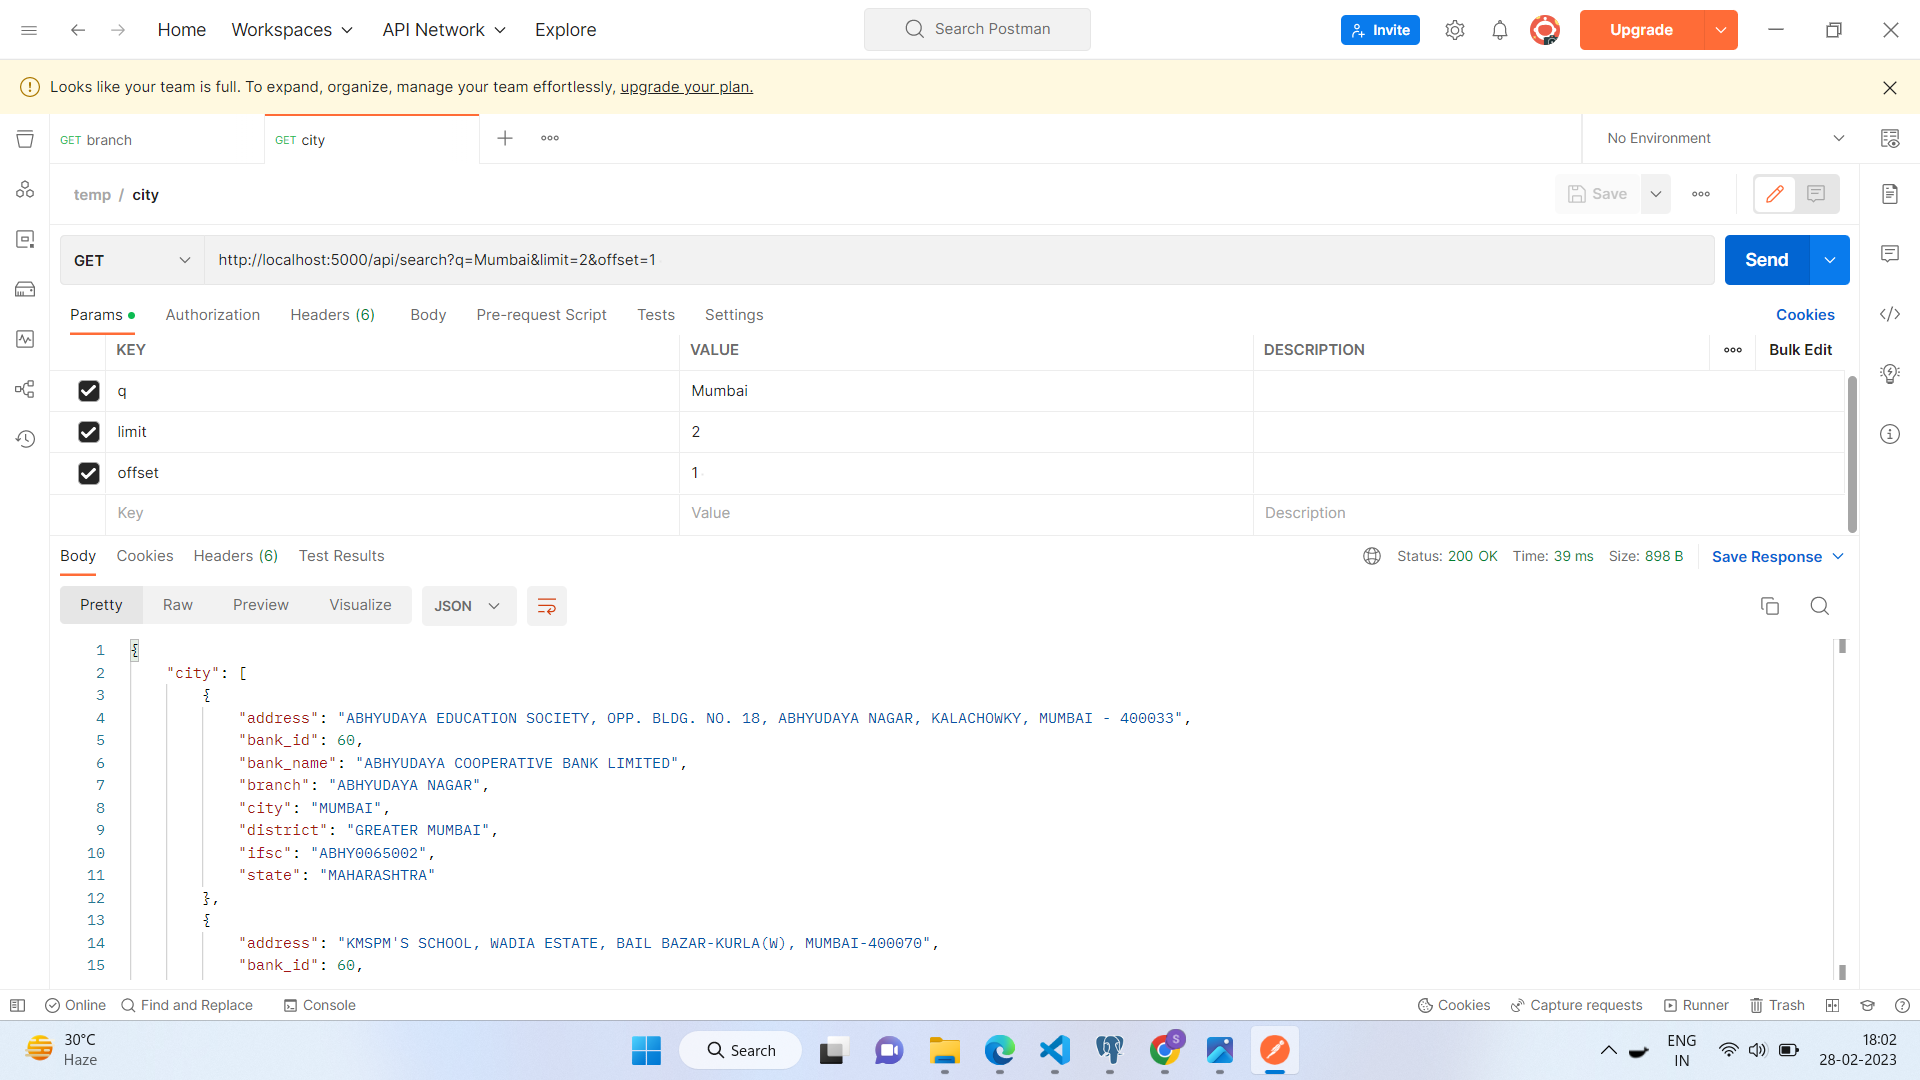 Home Workspaces API Network Explore Search Postman Invite Upgrade
Looks like your team is full. To expand, organize, manage your team effortlessly, upgrade your plan.
GET branch GET city No Environment
temp / city Save
GET http://localhost:5000/api/search?q=Mumbai&limit=2&offset=1 Send
Params Authorization Headers (6) Body Pre-request Script Tests Settings Cookies
KEY VALUE DESCRIPTION Bulk Edit
q Mumbai
limit 2
offset 1
Key Value Description
Body Cookies Headers (6) Test Results Status: 200 OK Time: 39 ms Size: 898 B Save Response
Pretty Raw Preview Visualize JSON
1 {
2 "city": [
3 {
4 "address": "ABHYUDAYA EDUCATION SOCIETY, OPP. BLDG. NO. 18, ABHYUDAYA NAGAR, KALACHOWKY, MUMBAI - 400033",
5 "bank_id": 60,
6 "bank_name": "ABHYUDAYA COOPERATIVE BANK LIMITED",
7 "branch": "ABHYUDAYA NAGAR",
8 "city": "MUMBAI",
9 "district": "GREATER MUMBAI",
10 "ifsc": "ABHY0065002",
11 "state": "MAHARASHTRA"
12 },
13 {
14 "address": "KMSPM'S SCHOOL, WADIA ESTATE, BAIL BAZAR-KURLA(W), MUMBAI-400070",
15 "bank_id": 60,
Online Find and Replace Console Cookies Capture requests Runner Trash
30°C
Haze
Search
S
ENG
IN
18:02
28-02-2023